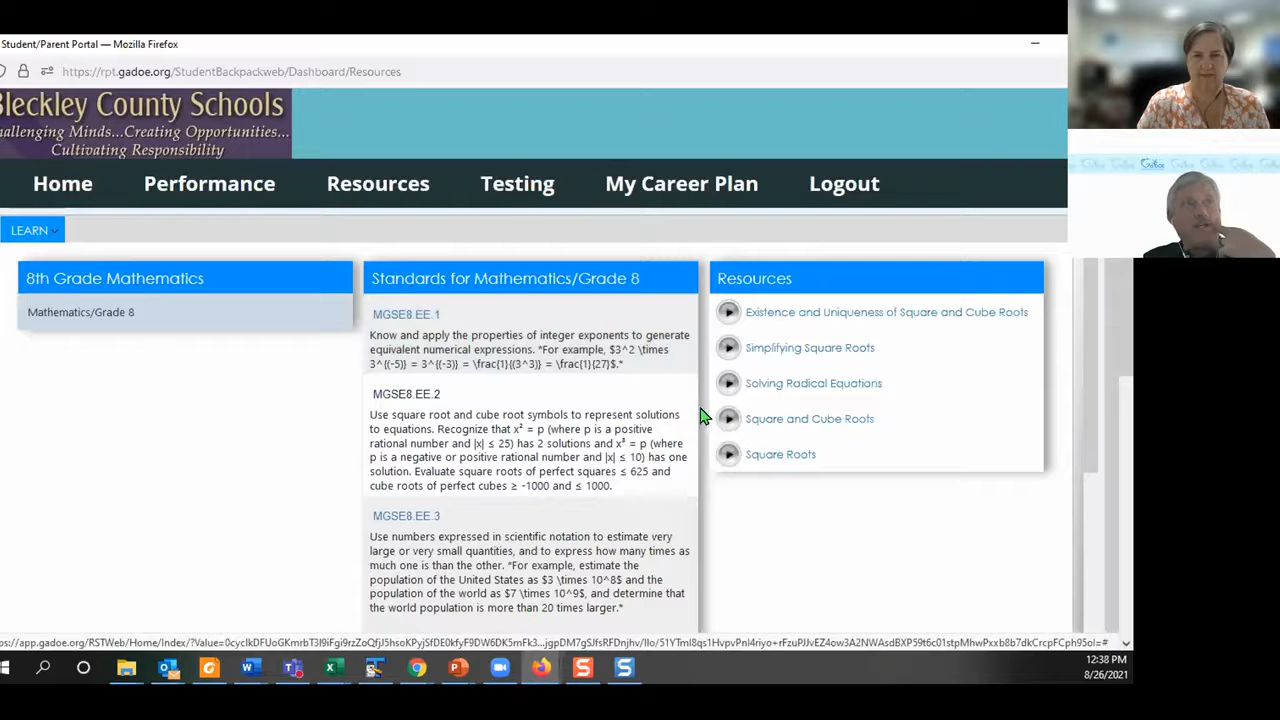 Student/Parent Portal — Mozilla Firefox
https://rpt.gadoe.org/StudentBackpackweb/Dashboard/Resources
Bleckley County Schools
hallenging Minds...Creating Opportunities...
Cultivating Responsibility
Home Performance Resources Testing My Career Plan Logout
LEARN
8th Grade Mathematics
Mathematics/Grade 8
Standards for Mathematics/Grade 8
MGSE8.EE.1
Know and apply the properties of integer exponents to generate
equivalent numerical expressions. *For example, $3^2 \times
3^{(-5)} = 3^{(-3)} = \frac{1}{(3^3)} = \frac{1}{27}$.*
MGSE8.EE.2
Use square root and cube root symbols to represent solutions
to equations. Recognize that x² = p (where p is a positive
rational number and |x| ≤ 25) has 2 solutions and x³ = p (where
p is a negative or positive rational number and |x| ≤ 10) has one
solution. Evaluate square roots of perfect squares ≤ 625 and
cube roots of perfect cubes ≥ -1000 and ≤ 1000.
MGSE8.EE.3
Use numbers expressed in scientific notation to estimate very
large or very small quantities, and to express how many times as
much one is than the other. *For example, estimate the
population of the United States as $3 \times 10^8$ and the
population of the world as $7 \times 10^9$, and determine that
the world population is more than 20 times larger.*
Resources
Existence and Uniqueness of Square and Cube Roots
Simplifying Square Roots
Solving Radical Equations
Square and Cube Roots
Square Roots
12:38 PM
8/26/2021